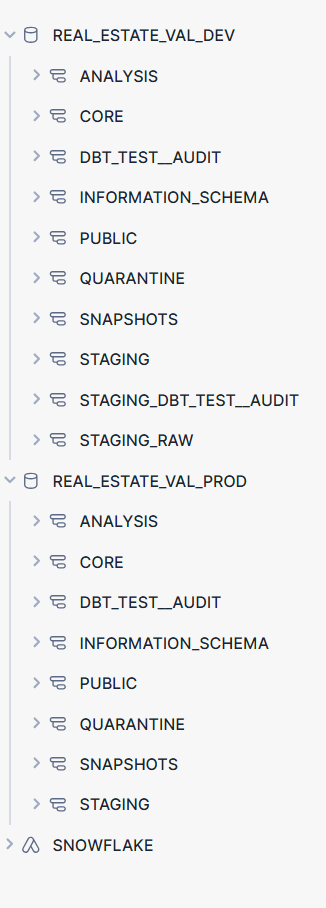 REAL_ESTATE_VAL_DEV
ANALYSIS
CORE
DBT_TEST__AUDIT
INFORMATION_SCHEMA
PUBLIC
QUARANTINE
SNAPSHOTS
STAGING
STAGING_DBT_TEST__AUDIT
STAGING_RAW
REAL_ESTATE_VAL_PROD
ANALYSIS
CORE
DBT_TEST__AUDIT
INFORMATION_SCHEMA
PUBLIC
QUARANTINE
SNAPSHOTS
STAGING
SNOWFLAKE